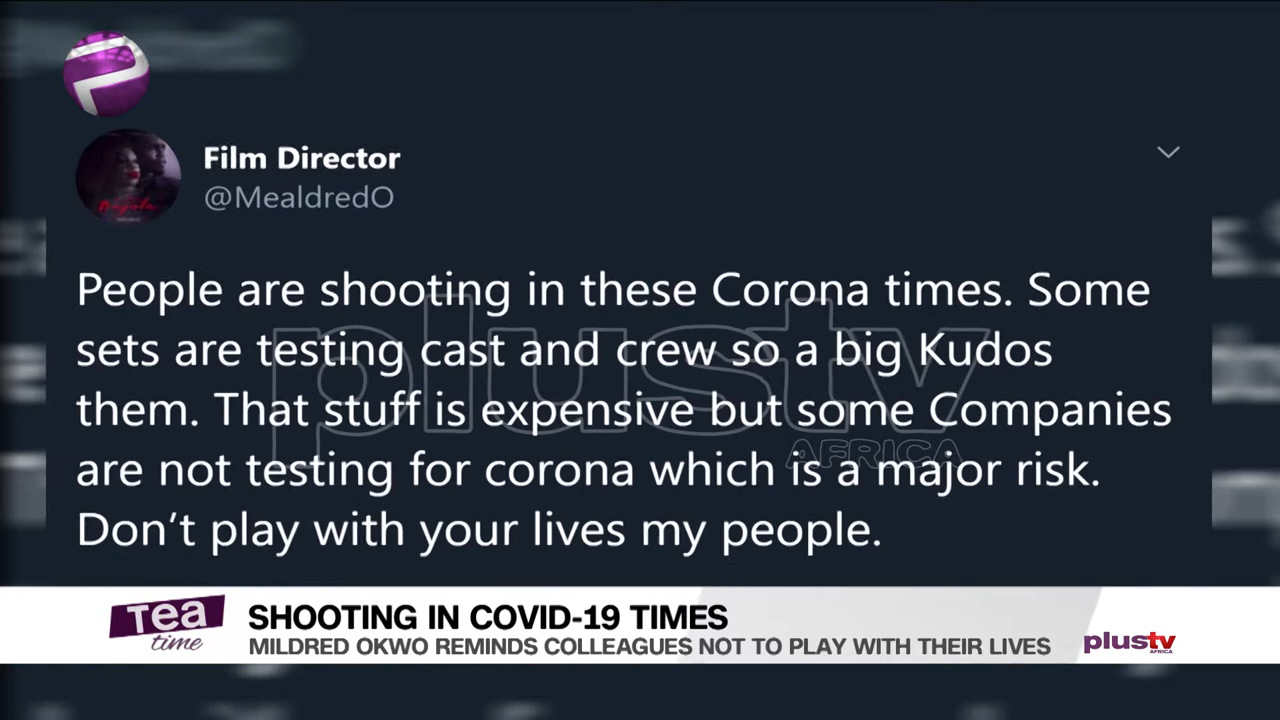 Film Director
@MealdredO
People are shooting in these Corona times. Some
sets are testing cast and crew so a big Kudos
them. That stuff is expensive but some Companies
are not testing for corona which is a major risk.
Don’t play with your lives my people.
plustv
AFRICA
Tea
time
SHOOTING IN COVID-19 TIMES
MILDRED OKWO REMINDS COLLEAGUES NOT TO PLAY WITH THEIR LIVES
plustv
AFRICA